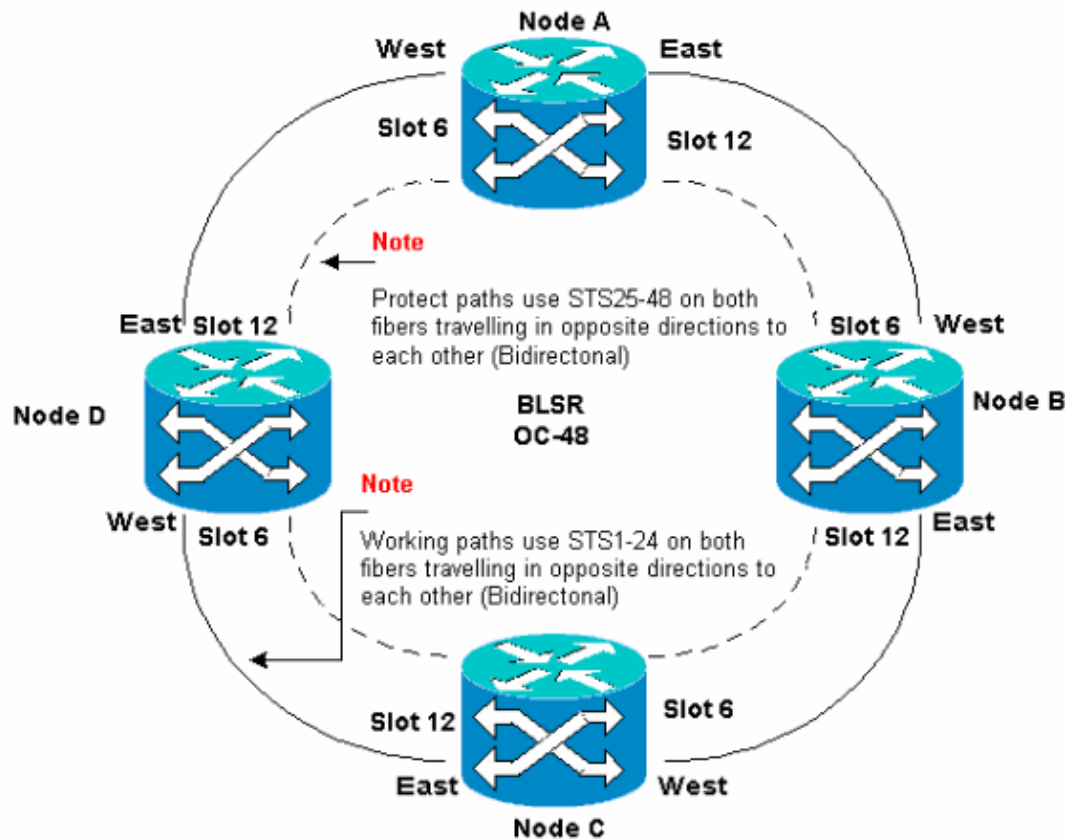 Node A
West
East
Slot 6
Slot 12
Note
Protect paths use STS25-48 on both
fibers travelling in opposite directions to
each other (Bidirectonal)
East
Slot 12
Slot 6
West
Node D
BLSR
OC-48
Node B
Note
West
Slot 6
Working paths use STS1-24 on both
fibers travelling in opposite directions to
each other (Bidirectonal)
Slot 12
East
Slot 12
Slot 6
East
West
Node C